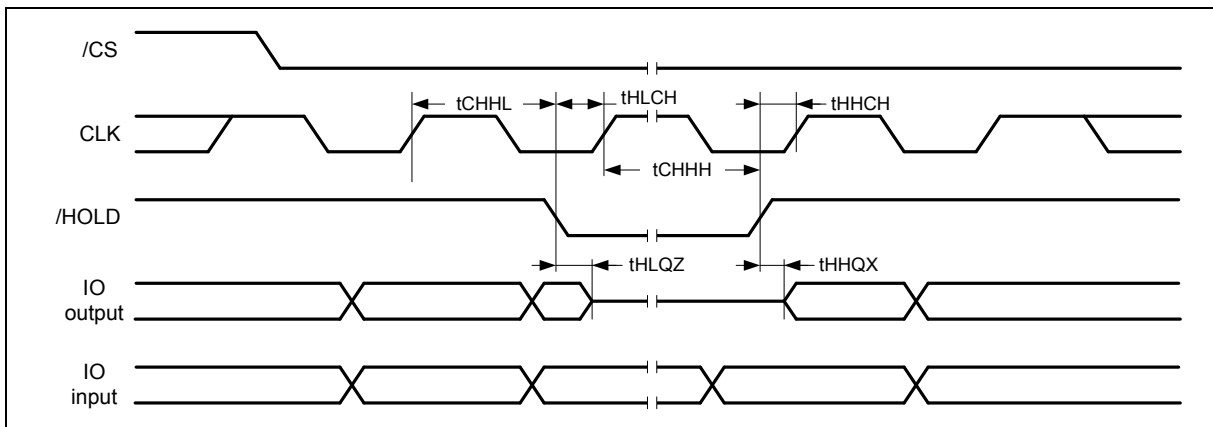 /CS
tCHHL
tHLCH
tHHCH
CLK
tCHHH
/HOLD
tHLQZ
tHHQX
IO
output
IO
input